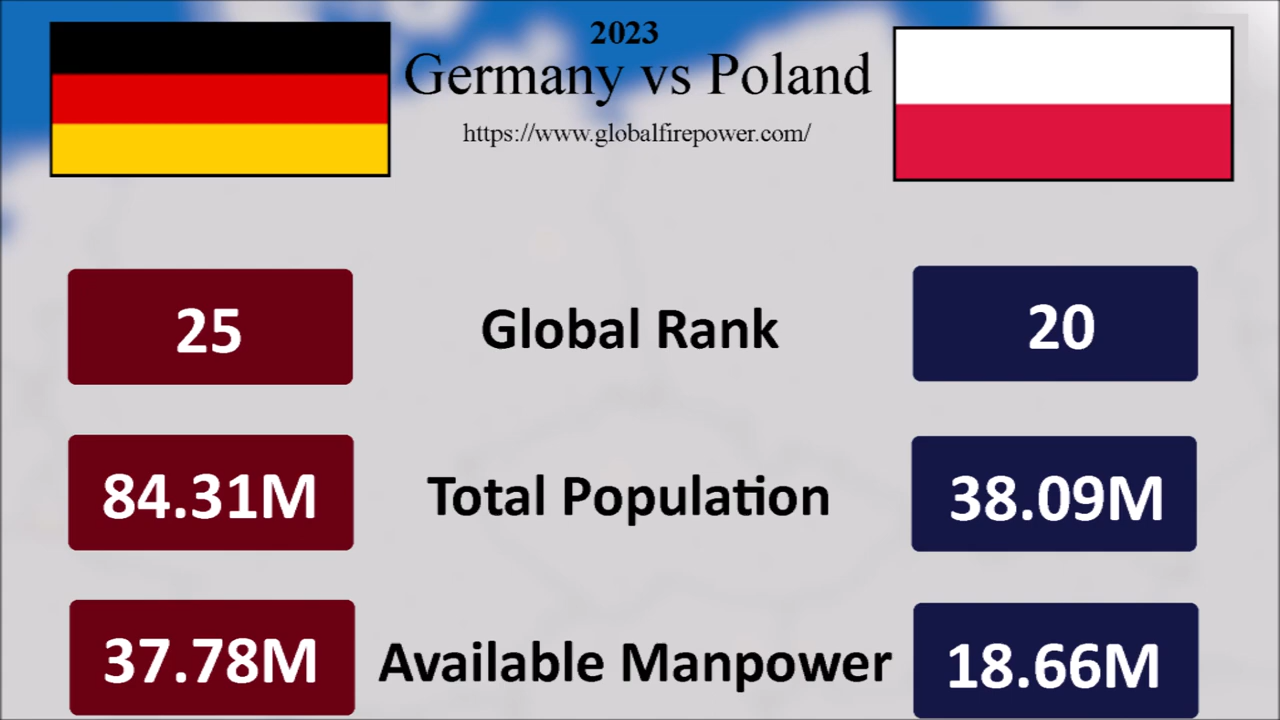 2023
Germany vs Poland
https://www.globalfirepower.com/
25 Global Rank 20
84.31M Total Population 38.09M
37.78M Available Manpower 18.66M